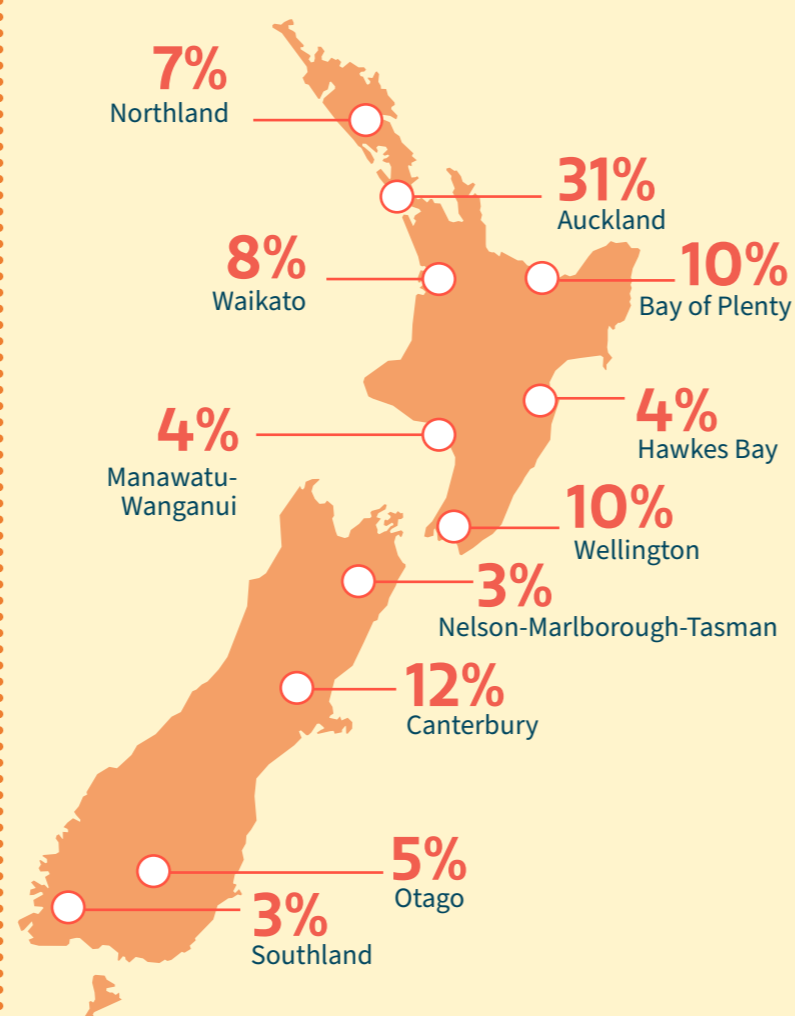 7%
Northland
31%
Auckland
8%
Waikato
10%
Bay of Plenty
4%
Hawkes Bay
4%
Manawatu-
Wanganui
10%
Wellington
3%
Nelson-Marlborough-Tasman
12%
Canterbury
5%
Otago
3%
Southland